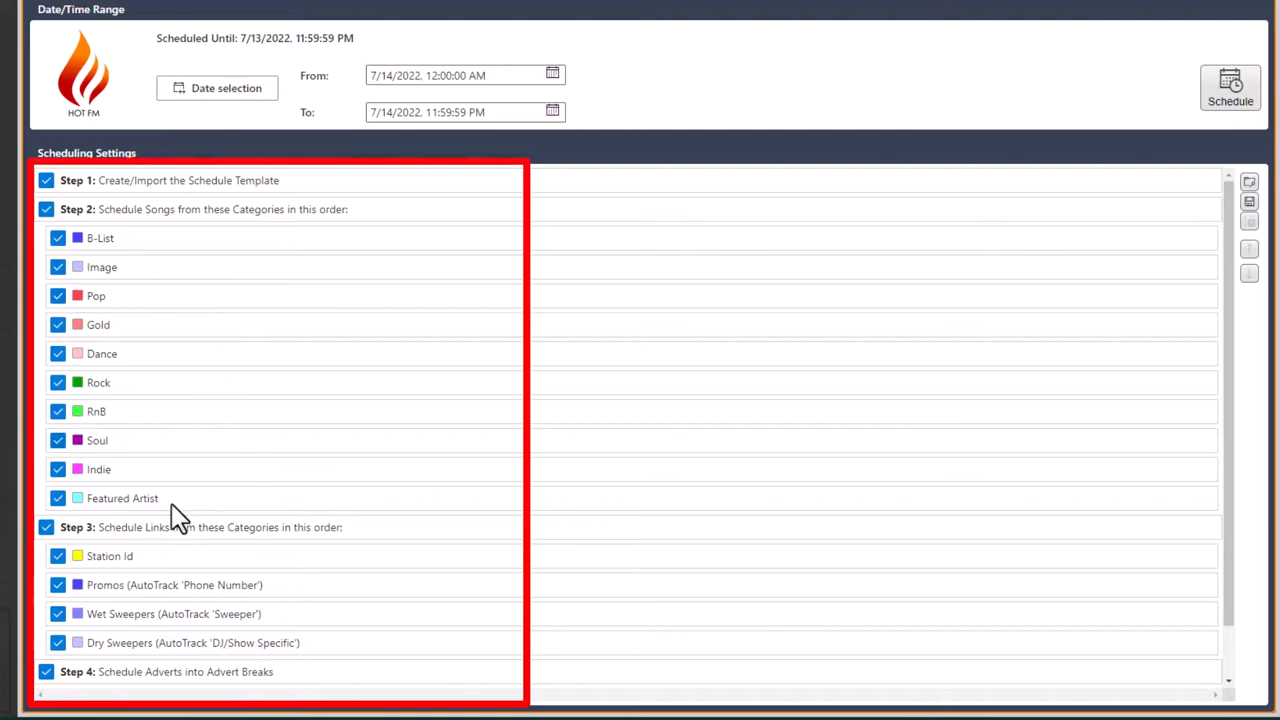 Date/Time Range
Scheduled Until: 7/13/2022, 11:59:59 PM
From: 7/14/2022, 12:00:00 AM
Date selection
To: 7/14/2022, 11:59:59 PM
HOT FM
Schedule
Scheduling Settings
Step 1: Create/Import the Schedule Template
Step 2: Schedule Songs from these Categories in this order:
B-List
Image
Pop
Gold
Dance
Rock
RnB
Soul
Indie
Featured Artist
Step 3: Schedule Links from these Categories in this order:
Station Id
Promos (AutoTrack 'Phone Number')
Wet Sweepers (AutoTrack 'Sweeper')
Dry Sweepers (AutoTrack 'DJ/Show Specific')
Step 4: Schedule Adverts into Advert Breaks